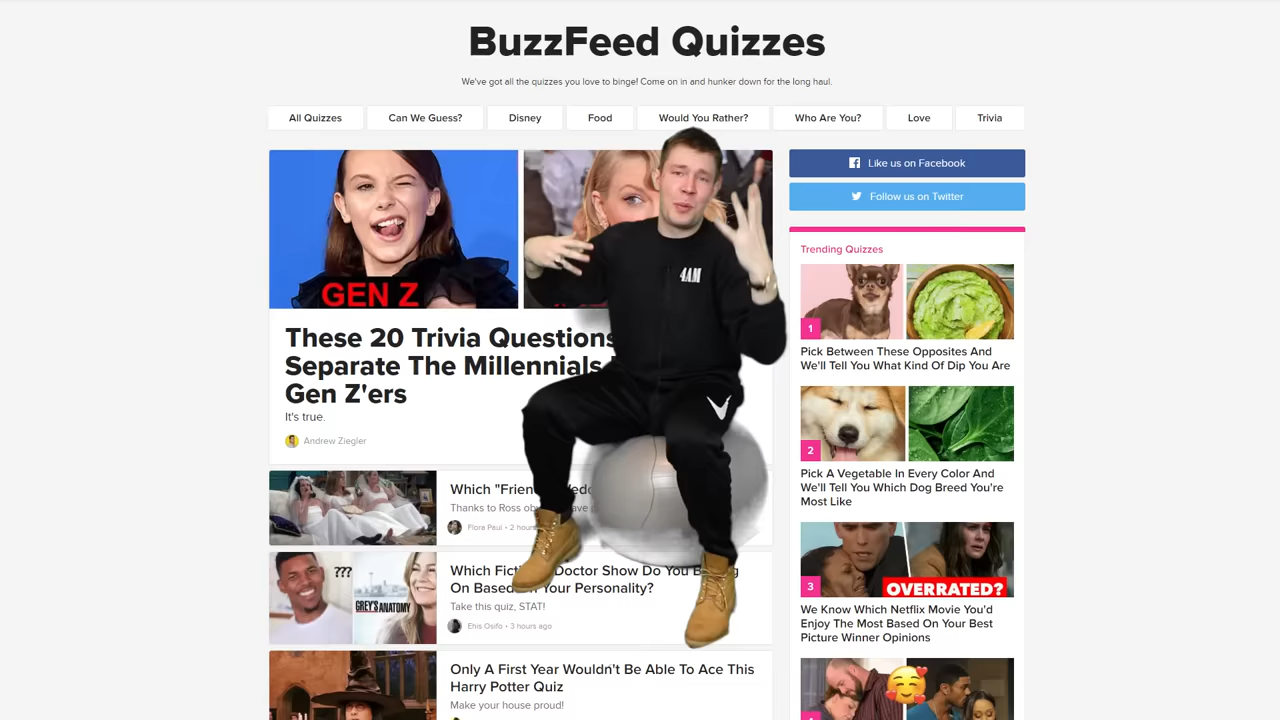 BuzzFeed Quizzes
We've got all the quizzes you love to binge! Come on in and hunker down for the long haul.
All Quizzes
Can We Guess?
Disney
Food
Would You Rather?
Who Are You?
Love
Trivia
GEN Z
These 20 Trivia Questions
Separate The Millennials
Gen Z'ers
It's true.
Andrew Ziegler
4AM
Which "Frien
Thanks to Ross
Flora Paul • 2 hours
???
GREY'S ANATOMY
Which Doctor Show Do You
On Based Your Personality?
Take this quiz, STAT!
Ehis Osifo • 3 hours ago
Only A First Year Wouldn't Be Able To Ace This
Harry Potter Quiz
Make your house proud!
Like us on Facebook
Follow us on Twitter
Trending Quizzes
1
Pick Between These Opposites And
We'll Tell You What Kind Of Dip You Are
2
Pick A Vegetable In Every Color And
We'll Tell You Which Dog Breed You're
Most Like
3
OVERRATED?
We Know Which Netflix Movie You'd
Enjoy The Most Based On Your Best
Picture Winner Opinions